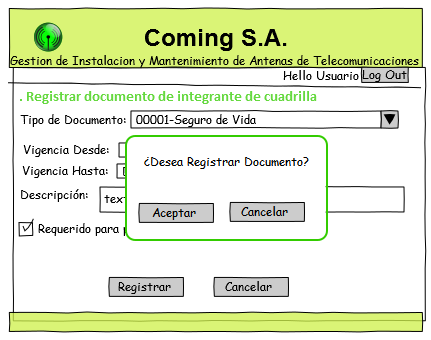 Coming S.A.
Gestion de Instalacion y Mantenimiento de Antenas de Telecomunicaciones
Hello Usuario Log Out
. Registrar documento de integrante de cuadrilla
Tipo de Documento: 00001-Seguro de Vida
Vigencia Desde:
¿Desea Registrar Documento?
Vigencia Hasta:
Descripción:
Aceptar Cancelar
Requerido para
Registrar Cancelar